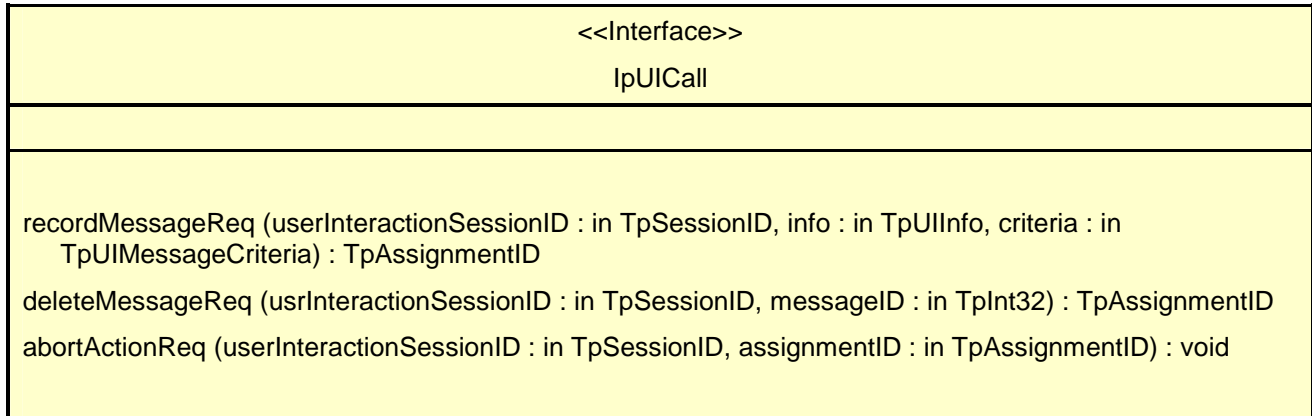 <<Interface>>
IpUICall
recordMessageReq (userInteractionSessionID : in TpSessionID, info : in TpUIInfo, criteria : in
TpUIMessageCriteria) : TpAssignmentID
deleteMessageReq (usrInteractionSessionID : in TpSessionID, messageID : in TpInt32) : TpAssignmentID
abortActionReq (userInteractionSessionID : in TpSessionID, assignmentID : in TpAssignmentID) : void